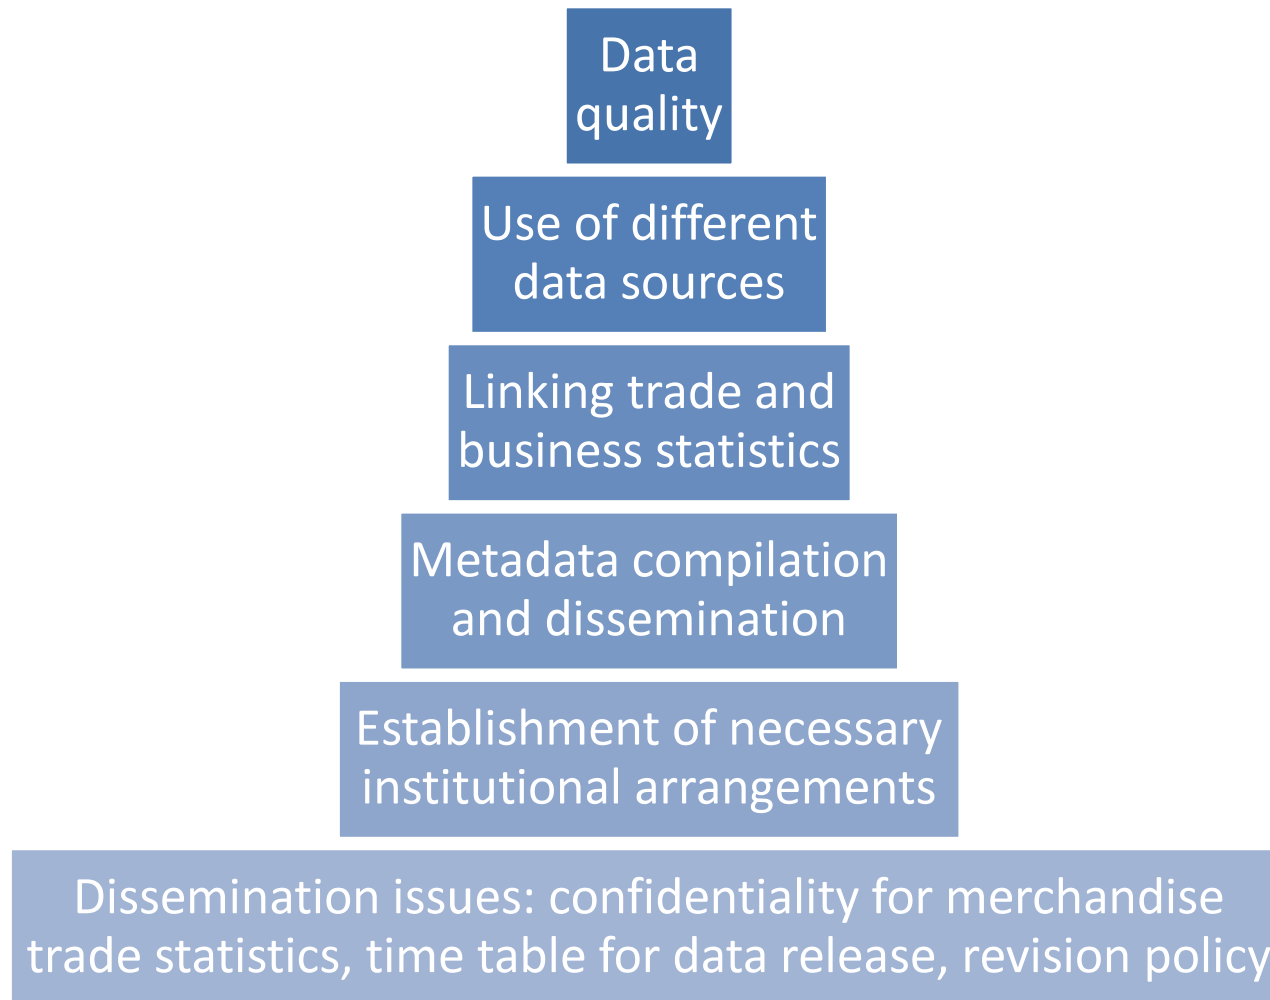 Data
quality
Use of different
data sources
Linking trade and
business statistics
Metadata compilation
and dissemination
Establishment of necessary
institutional arrangements
Dissemination issues: confidentiality for merchandise
trade statistics, time table for data release, revision policy